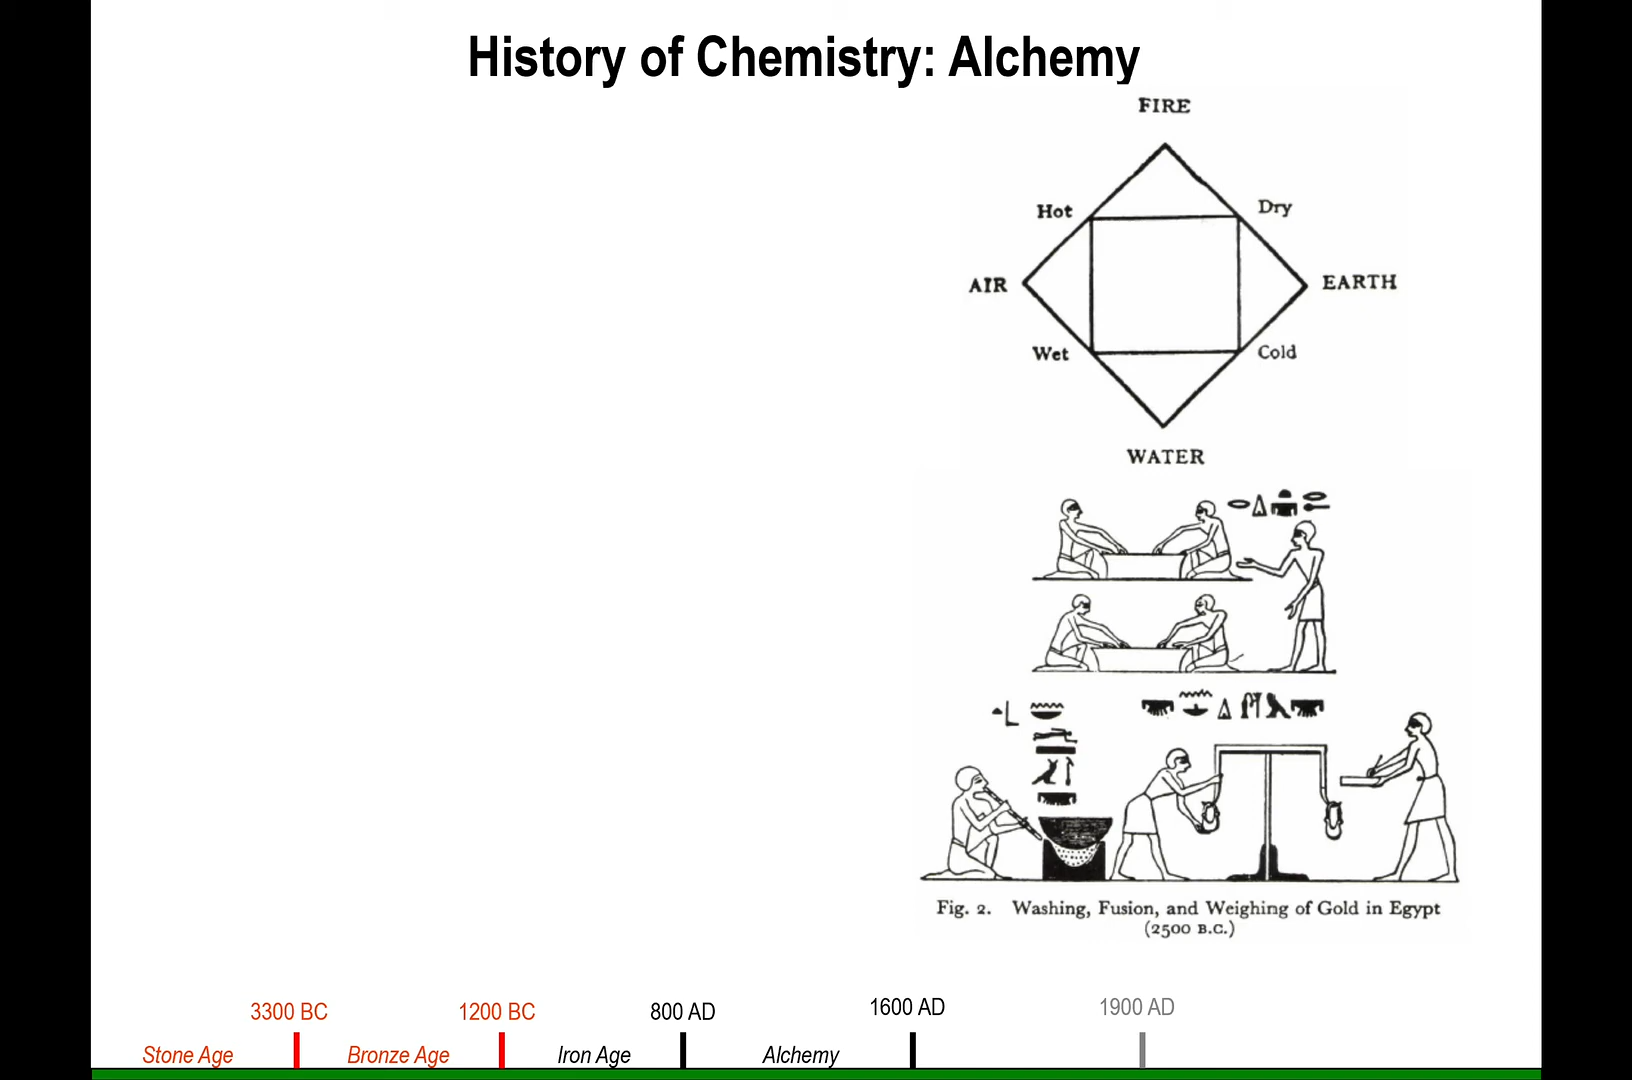 History of Chemistry: Alchemy
FIRE
Hot Dry
AIR EARTH
Wet Cold
WATER
Fig. 2. Washing, Fusion, and Weighing of Gold in Egypt
(2500 B.C.)
3300 BC 1200 BC 800 AD 1600 AD 1900 AD
Stone Age Bronze Age Iron Age Alchemy